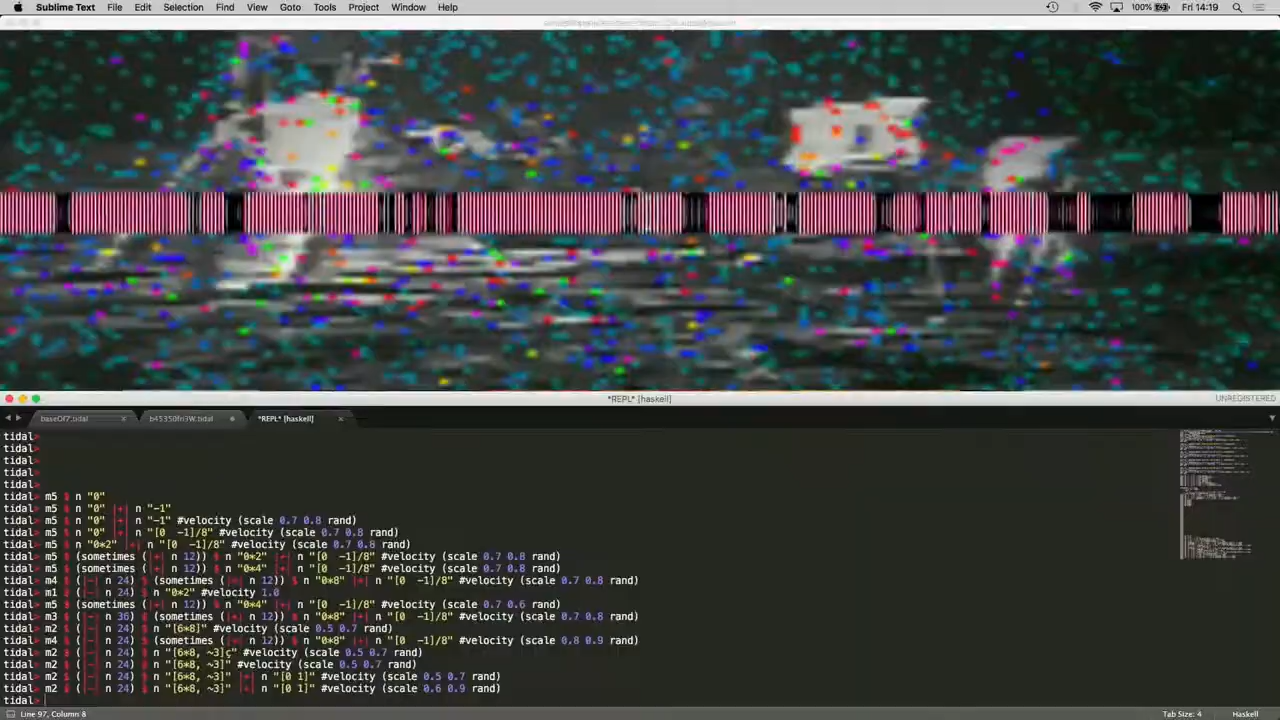 Sublime Text File Edit Selection Find View Goto Tools Project Window Help 100% Fri 14:19
*REPL* [haskell] UNREGISTERED
baseOf7.tidal b45350fri3W.tidal *REPL* [haskell]
tidal>
tidal>
tidal>
tidal>
tidal>
tidal> m5 $ n "0"
tidal> m5 $ n "0" |+| n "-1"
tidal> m5 $ n "0" |+| n "-1" #velocity (scale 0.7 0.8 rand)
tidal> m5 $ n "0" |+| n "[0 -1]/8" #velocity (scale 0.7 0.8 rand)
tidal> m5 $ n "0*2" |+| n "[0 -1]/8" #velocity (scale 0.7 0.8 rand)
tidal> m5 $ (sometimes (|+| n 12)) $ n "0*2" |+| n "[0 -1]/8" #velocity (scale 0.7 0.8 rand)
tidal> m5 $ (sometimes (|+| n 12)) $ n "0*4" |+| n "[0 -1]/8" #velocity (scale 0.7 0.8 rand)
tidal> m4 $ (|-| n 24) $ (sometimes (|+| n 12)) $ n "0*8" |+| n "[0 -1]/8" #velocity (scale 0.7 0.8 rand)
tidal> m1 $ (|-| n 24) $ n "0*2" #velocity 1.0
tidal> m5 $ (sometimes (|+| n 12)) $ n "0*4" |+| n "[0 -1]/8" #velocity (scale 0.7 0.6 rand)
tidal> m3 $ (|-| n 36) $ (sometimes (|+| n 12)) $ n "0*8" |+| n "[0 -1]/8" #velocity (scale 0.7 0.8 rand)
tidal> m2 $ (|-| n 24) $ n "[6*8]" #velocity (scale 0.5 0.7 rand)
tidal> m4 $ (|-| n 24) $ (sometimes (|+| n 12)) $ n "0*8" |+| n "[0 -1]/8" #velocity (scale 0.8 0.9 rand)
tidal> m2 $ (|-| n 24) $ n "[6*8, ~3]ç" #velocity (scale 0.5 0.7 rand)
tidal> m2 $ (|-| n 24) $ n "[6*8, ~3]" #velocity (scale 0.5 0.7 rand)
tidal> m2 $ (|-| n 24) $ n "[6*8, ~3]" |+| n "[0 1]" #velocity (scale 0.5 0.7 rand)
tidal> m2 $ (|-| n 24) $ n "[6*8, ~3]" |+| n "[0 1]" #velocity (scale 0.6 0.9 rand)
tidal>
Line 97, Column 8 Tab Size: 4 Haskell